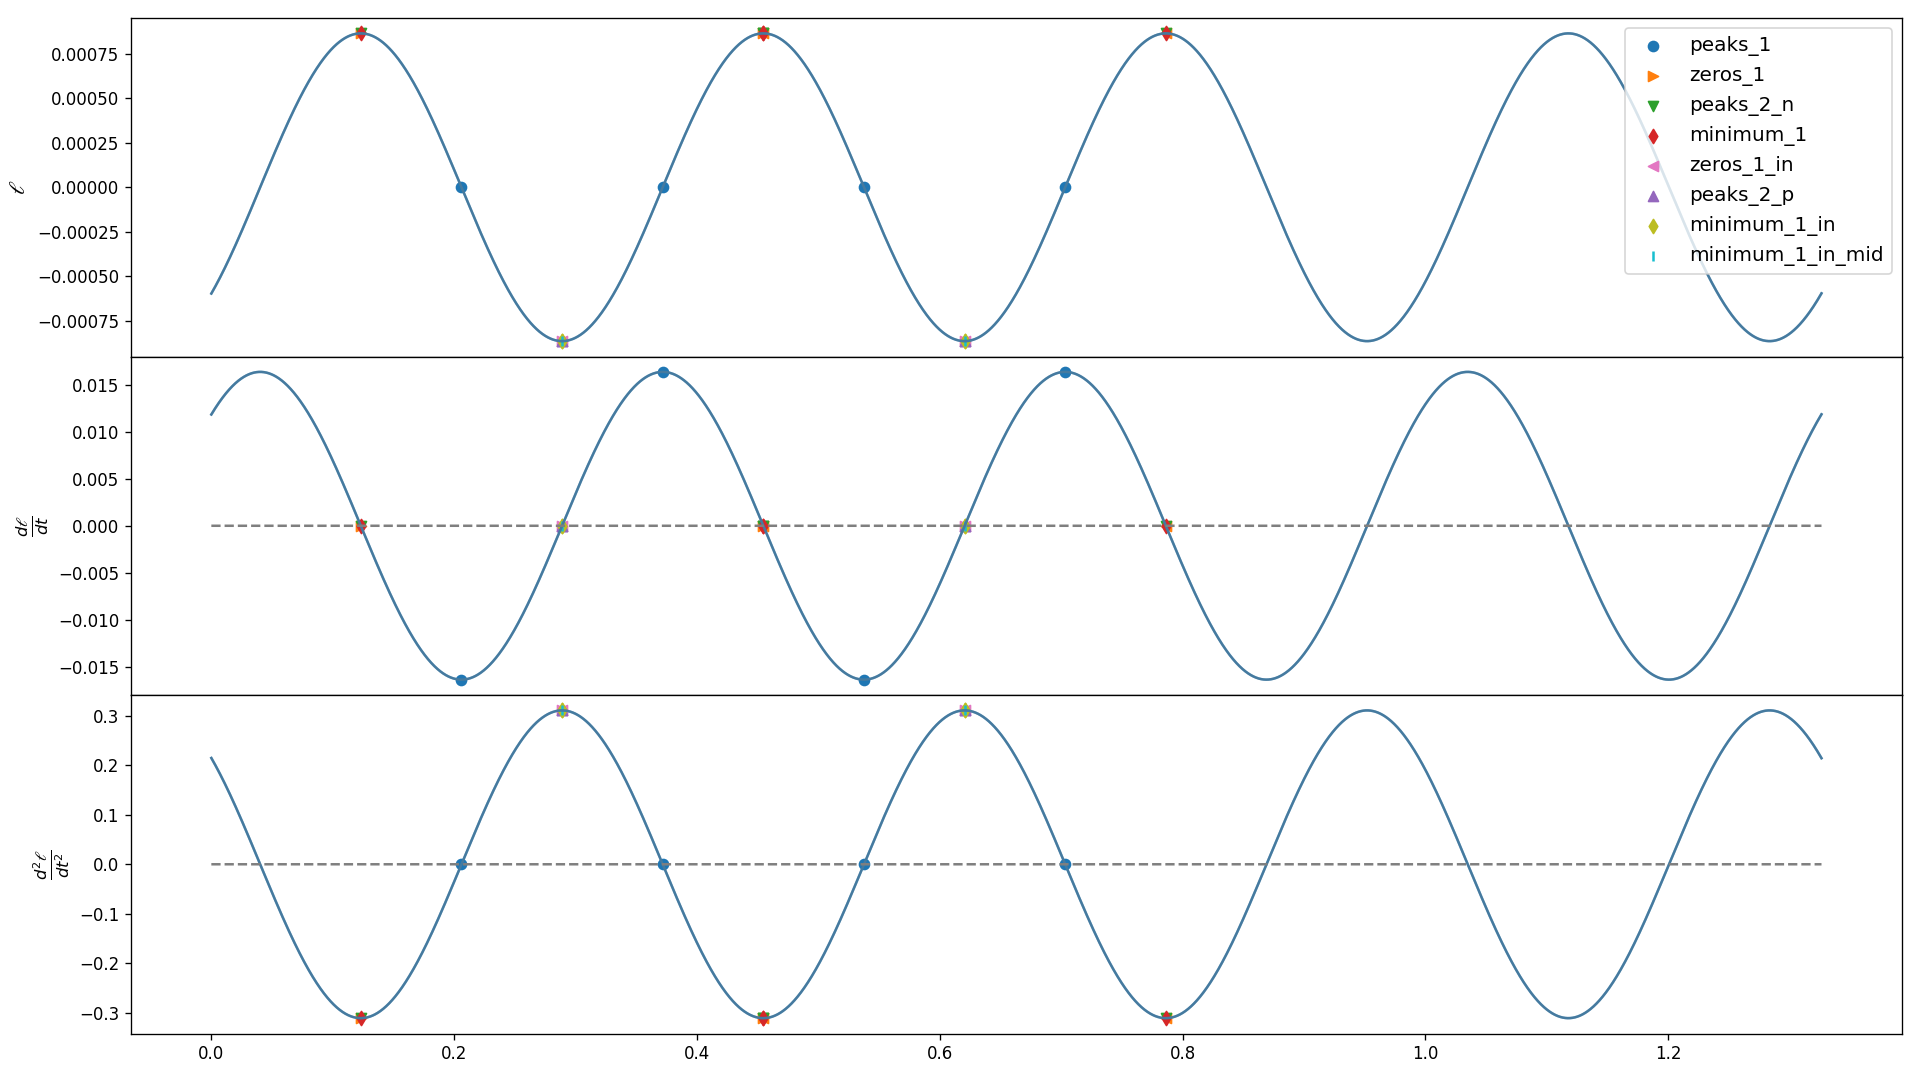 0.00075
0.00050
0.00025
0.00000
−0.00025
−0.00050
−0.00075
ℓ
peaks_1
zeros_1
peaks_2_n
minimum_1
zeros_1_in
peaks_2_p
minimum_1_in
minimum_1_in_mid
0.015
0.010
0.005
0.000
−0.005
−0.010
−0.015
dℓ/dt
0.3
0.2
0.1
0.0
−0.1
−0.2
−0.3
d²ℓ/dt²
0.0 0.2 0.4 0.6 0.8 1.0 1.2